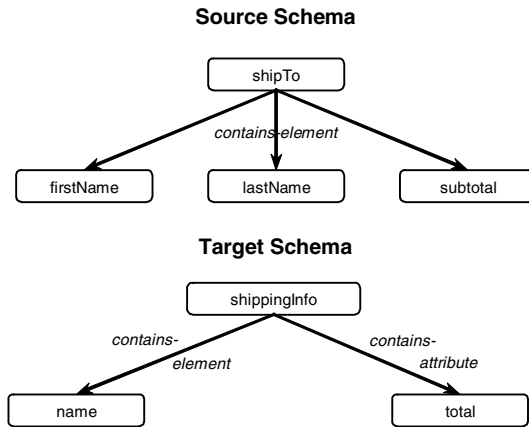 Source Schema
shipTo
contains-element
firstName lastName subtotal
Target Schema
shippingInfo
contains- contains-
element attribute
name total